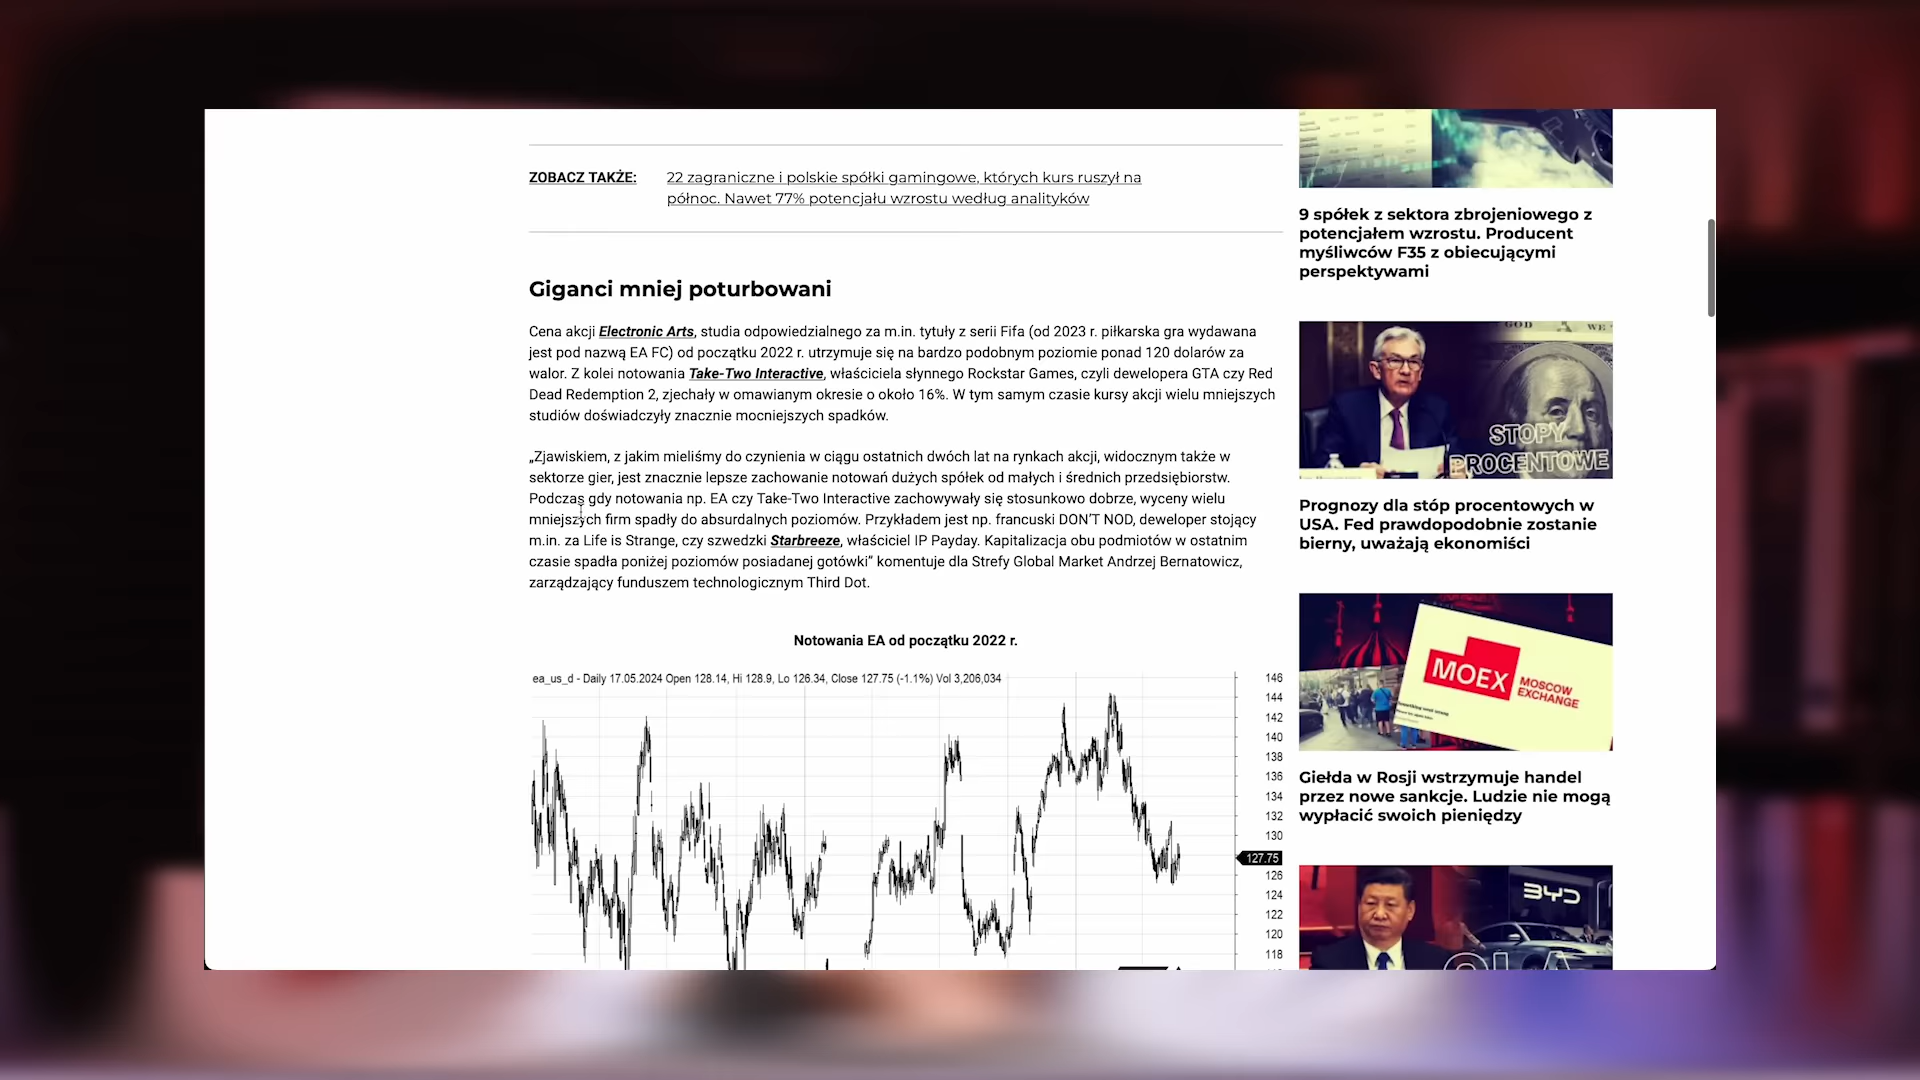 ZOBACZ TAKŻE:
22 zagraniczne i polskie spółki gamingowe, których kurs ruszył na
północ. Nawet 77% potencjału wzrostu według analityków
Giganci mniej poturbowani
Cena akcji Electronic Arts, studia odpowiedzialnego za m.in. tytuły z serii Fifa (od 2023 r. piłkarska gra wydawana
jest pod nazwą EA FC) od początku 2022 r. utrzymuje się na bardzo podobnym poziomie ponad 120 dolarów za
walor. Z kolei notowania Take-Two Interactive, właściciela słynnego Rockstar Games, czyli dewelopera GTA czy Red
Dead Redemption 2, zjechały w omawianym okresie o około 16%. W tym samym czasie kursy akcji wielu mniejszych
studiów doświadczyły znacznie mocniejszych spadków.
„Zjawiskiem, z jakim mieliśmy do czynienia w ciągu ostatnich dwóch lat na rynkach akcji, widocznym także w
sektorze gier, jest znacznie lepsze zachowanie notowań dużych spółek od małych i średnich przedsiębiorstw.
Podczas gdy notowania np. EA czy Take-Two Interactive zachowywały się stosunkowo dobrze, wyceny wielu
mniejszych firm spadły do absurdalnych poziomów. Przykładem jest np. francuski DON'T NOD, deweloper stojący
m.in. za Life is Strange, czy szwedzki Starbreeze, właściciel IP Payday. Kapitalizacja obu podmiotów w ostatnim
czasie spadła poniżej poziomów posiadanej gotówki” komentuje dla Strefy Global Market Andrzej Bernatowicz,
zarządzający funduszem technologicznym Third Dot.
Notowania EA od początku 2022 r.
ea_us_d - Daily 17.05.2024 Open 128.14, Hi 128.9, Lo 126.34, Close 127.75 (-1.1%) Vol 3,206,034
146
144
142
140
138
136
134
132
130
127.75
126
124
122
120
118
9 spółek z sektora zbrojeniowego z
potencjałem wzrostu. Producent
myśliwców F35 z obiecującymi
perspektywami
GOD WE
STOPY
PROCENTOWE
Prognozy dla stóp procentowych w
USA. Fed prawdopodobnie zostanie
bierny, uważają ekonomiści
MOEX
MOSCOW
EXCHANGE
Giełda w Rosji wstrzymuje handel
przez nowe sankcje. Ludzie nie mogą
wypłacić swoich pieniędzy
BYD